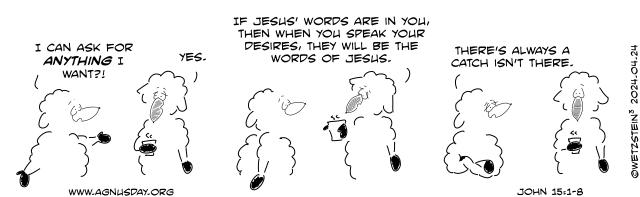 I CAN ASK FOR
ANYTHING I
WANT?!
YES.
IF JESUS' WORDS ARE IN YOU,
THEN WHEN YOU SPEAK YOUR
DESIRES, THEY WILL BE THE
WORDS OF JESUS.
THERE'S ALWAYS A
CATCH ISN'T THERE.
WWW.AGNUSDAY.ORG
JOHN 15:1-8
©WETZSTEIN³ 2024.04.24